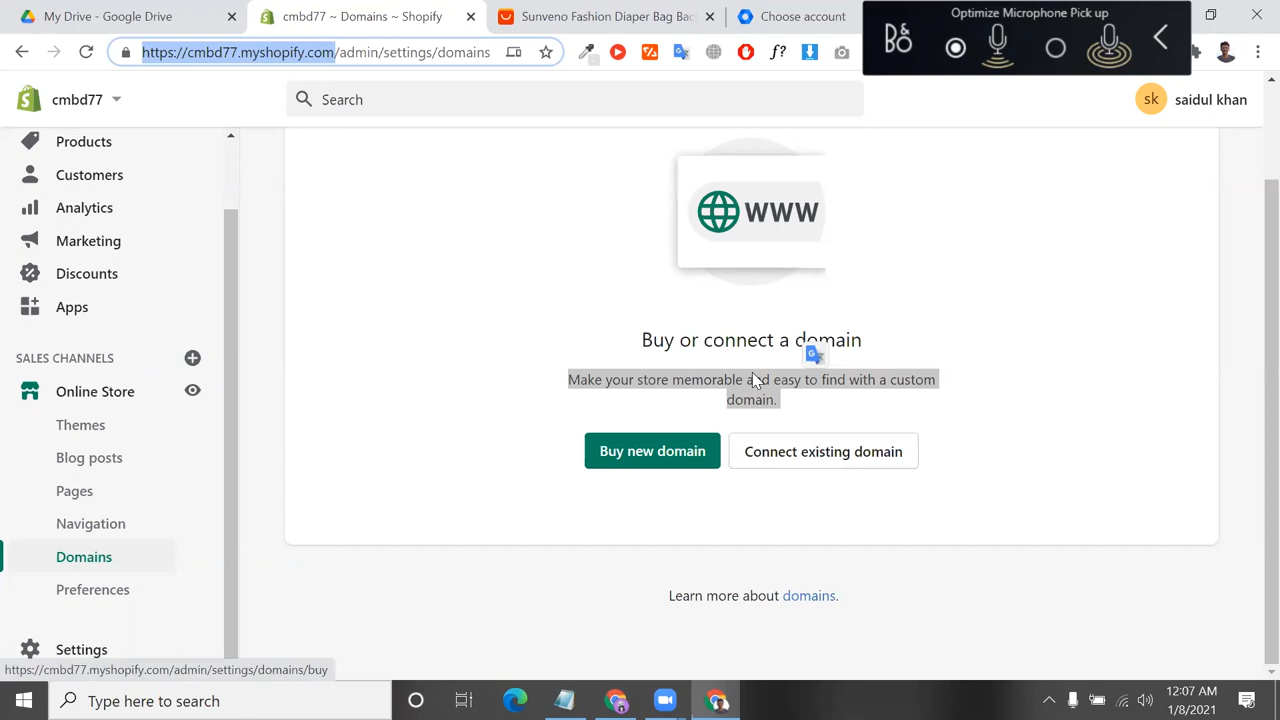 My Drive - Google Drive
cmbd77 ~ Domains ~ Shopify
Sunveno Fashion Diaper Bag Bac
Choose account
Optimize Microphone Pick up
B&O
https://cmbd77.myshopify.com/admin/settings/domains
f?
cmbd77
Search
sk
saidul khan
Products
Customers
Analytics
Marketing
Discounts
Apps
SALES CHANNELS
Online Store
Themes
Blog posts
Pages
Navigation
Domains
Preferences
Settings
WWW
Buy or connect a domain
Make your store memorable and easy to find with a custom
domain.
Buy new domain
Connect existing domain
Learn more about domains.
https://cmbd77.myshopify.com/admin/settings/domains/buy
Type here to search
12:07 AM
1/8/2021